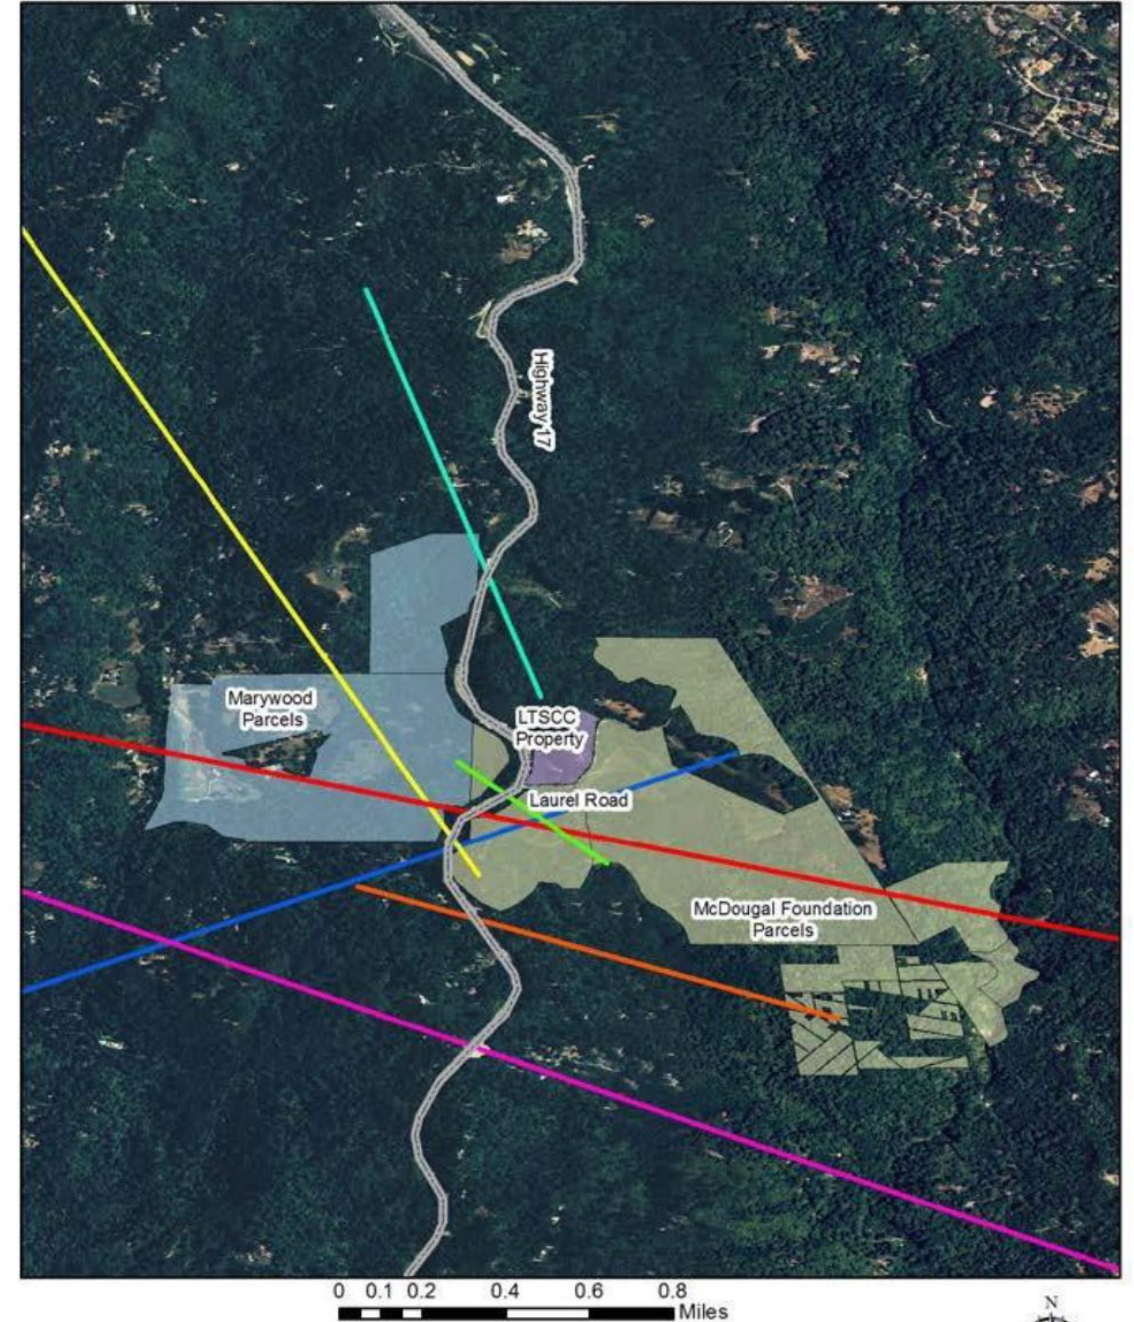 Highway 17
Marywood
Parcels
LTSCC
Property
Laurel Road
McDougal Foundation
Parcels
0 0.1 0.2 0.4 0.6 0.8
Miles
N